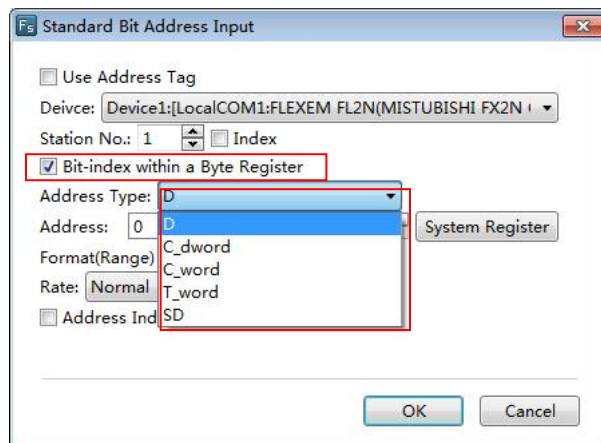 Fs Standard Bit Address Input
Use Address Tag
Deivce: Device1:[LocalCOM1:FLEXEM FL2N(MISTUBISHI FX2N (
Station No.: 1 Index
Bit-index within a Byte Register
Address Type: D
Address: 0 D System Register
C_dword
Format(Range) C_word
Rate: Normal T_word
Address Ind SD
OK Cancel